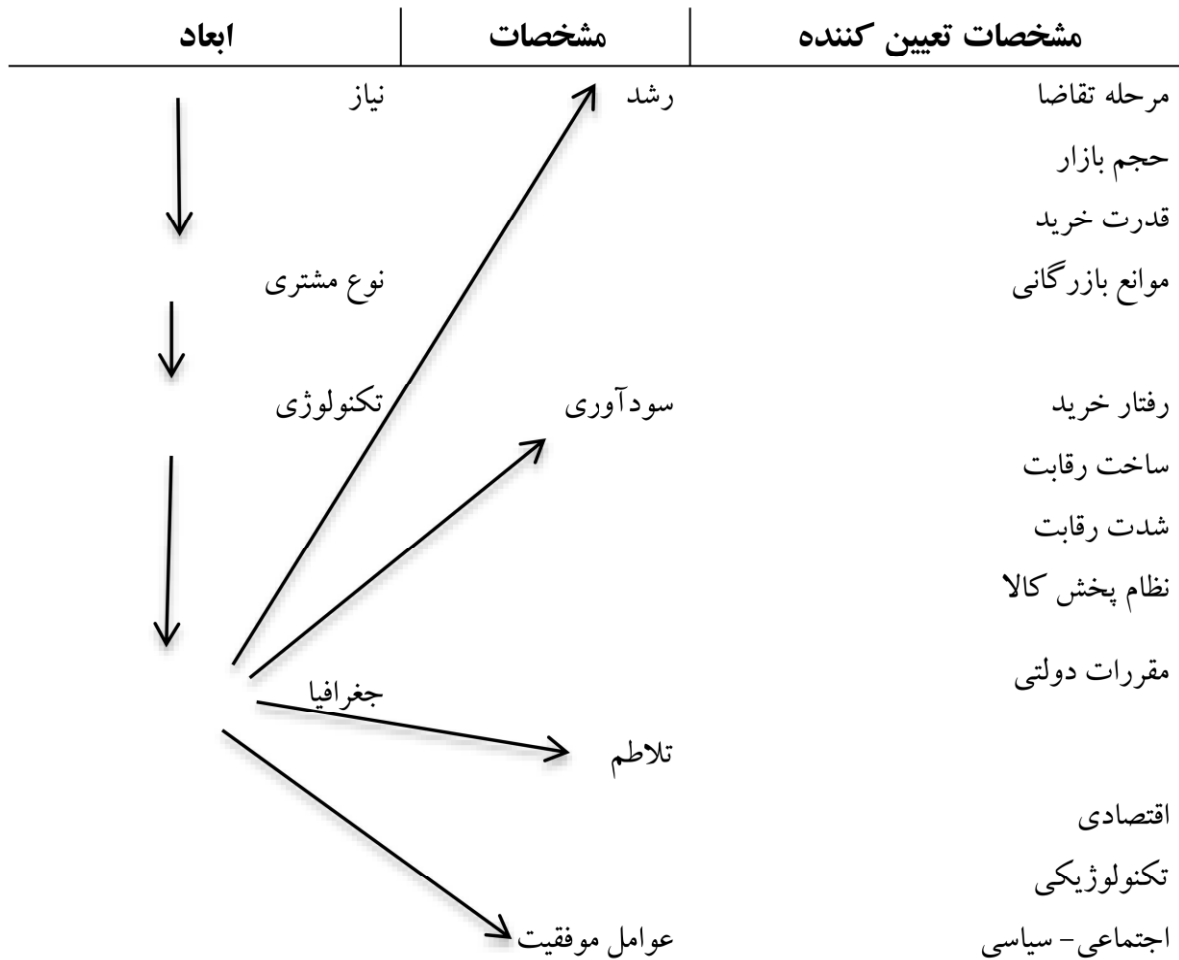 مشخصات تعیین کننده مشخصات ابعاد
مرحله تقاضا رشد نیاز
حجم بازار
قدرت خرید
موانع بازرگانی نوع مشتری
رفتار خرید سودآوری تکنولوژی
ساخت رقابت
شدت رقابت
نظام پخش کالا
مقررات دولتی
جغرافیا
تلاطم
اقتصادی
تکنولوژیکی
اجتماعی- سیاسی عوامل موفقیت